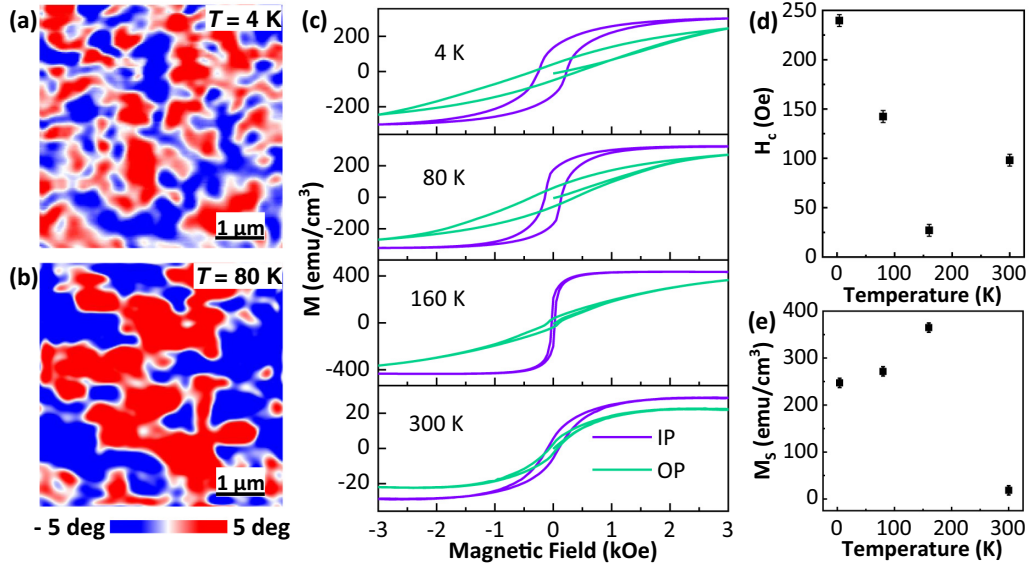 (a)
T = 4 K
1 μm
(b)
T = 80 K
1 μm
- 5 deg
5 deg
(c)
M (emu/cm³)
200
0
-200
4 K
200
0
-200
80 K
400
0
-400
160 K
20
0
-20
300 K
IP
OP
-3
-2
-1
0
1
2
3
Magnetic Field (kOe)
(d)
H_c (Oe)
250
200
150
100
50
0
0
100
200
300
Temperature (K)
(e)
M_S (emu/cm³)
400
300
200
100
0
0
100
200
300
Temperature (K)